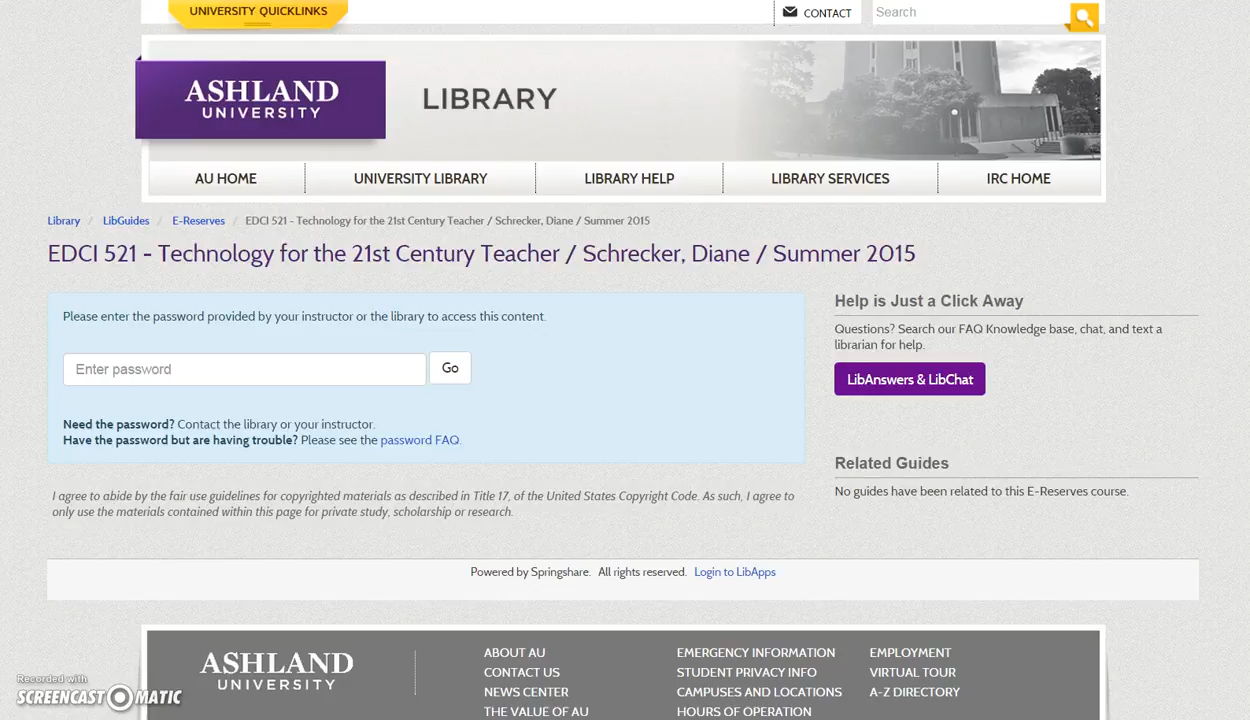 UNIVERSITY QUICKLINKS
CONTACT
Search
ASHLAND
UNIVERSITY
LIBRARY
AU HOME
UNIVERSITY LIBRARY
LIBRARY HELP
LIBRARY SERVICES
IRC HOME
Library / LibGuides / E-Reserves / EDCI 521 - Technology for the 21st Century Teacher / Schrecker, Diane / Summer 2015
EDCI 521 - Technology for the 21st Century Teacher / Schrecker, Diane / Summer 2015
Please enter the password provided by your instructor or the library to access this content.
Enter password
Go
Need the password? Contact the library or your instructor.
Have the password but are having trouble? Please see the password FAQ.
I agree to abide by the fair use guidelines for copyrighted materials as described in Title 17, of the United States Copyright Code. As such, I agree to
only use the materials contained within this page for private study, scholarship or research.
Help is Just a Click Away
Questions? Search our FAQ Knowledge base, chat, and text a
librarian for help.
LibAnswers & LibChat
Related Guides
No guides have been related to this E-Reserves course.
Powered by Springshare. All rights reserved. Login to LibApps
ASHLAND
UNIVERSITY
ABOUT AU
CONTACT US
NEWS CENTER
THE VALUE OF AU
EMERGENCY INFORMATION
STUDENT PRIVACY INFO
CAMPUSES AND LOCATIONS
HOURS OF OPERATION
EMPLOYMENT
VIRTUAL TOUR
A-Z DIRECTORY
Recorded with
SCREENCAST-O-MATIC